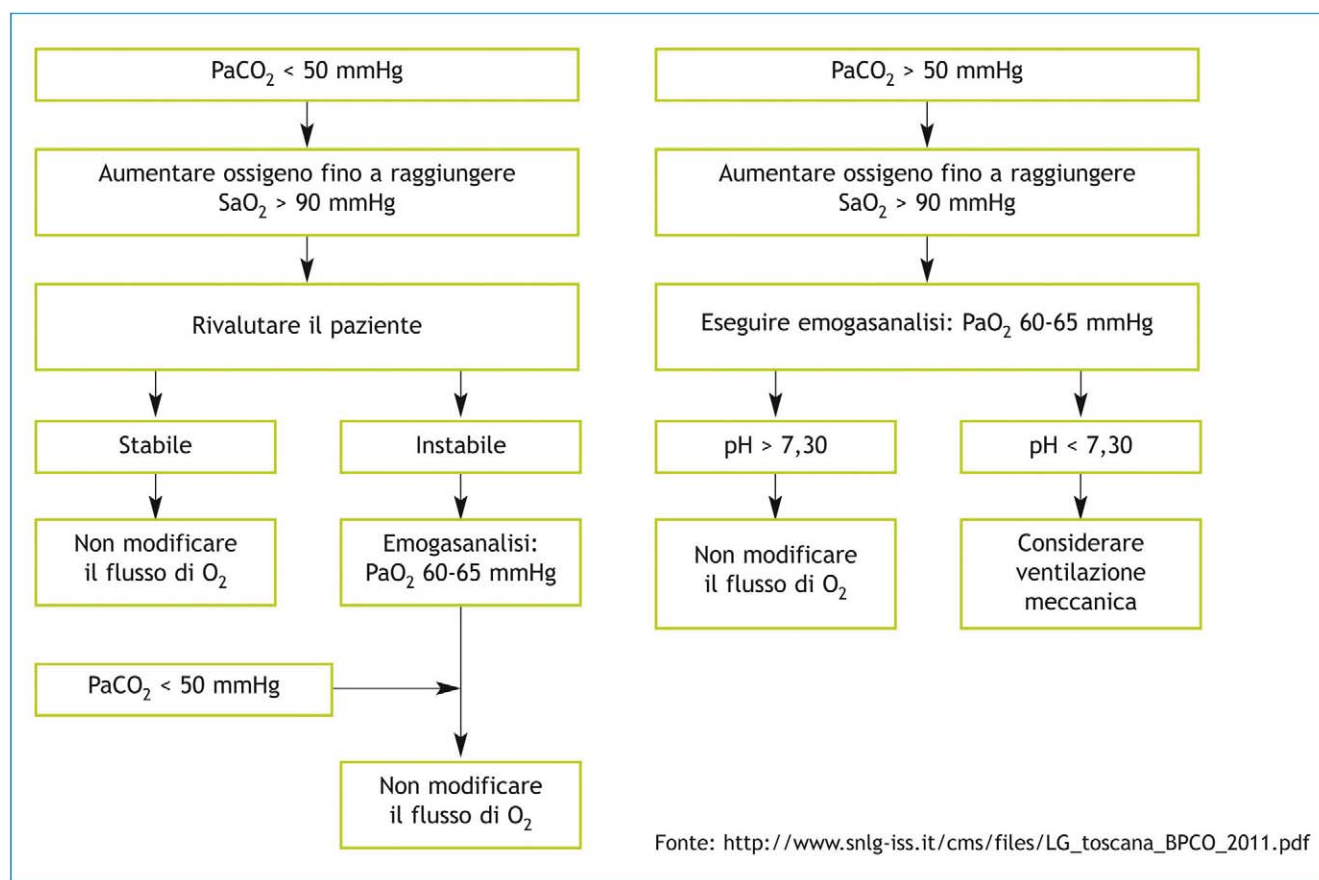 PaCO₂ < 50 mmHg
Aumentare ossigeno fino a raggiungere
SaO₂ > 90 mmHg
Rivalutare il paziente
Stabile
Instabile
Non modificare
il flusso di O₂
Emogasanalisi:
PaO₂ 60-65 mmHg
PaCO₂ < 50 mmHg
Non modificare
il flusso di O₂
PaCO₂ > 50 mmHg
Aumentare ossigeno fino a raggiungere
SaO₂ > 90 mmHg
Eseguire emogasanalisi: PaO₂ 60-65 mmHg
pH > 7,30
pH < 7,30
Non modificare
il flusso di O₂
Considerare
ventilazione
meccanica
Fonte: http://www.snlg-iss.it/cms/files/LG_toscana_BPCO_2011.pdf